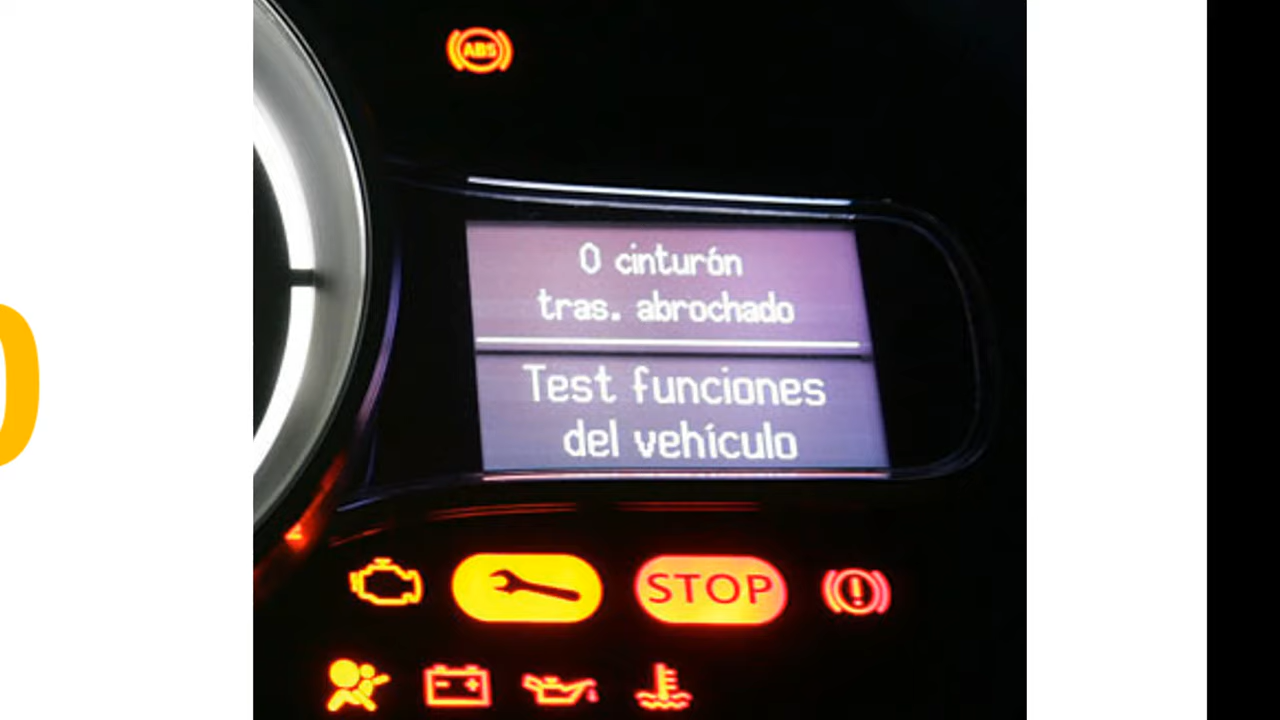 ABS
0 cinturón
tras. abrochado
Test funciones
del vehículo
STOP